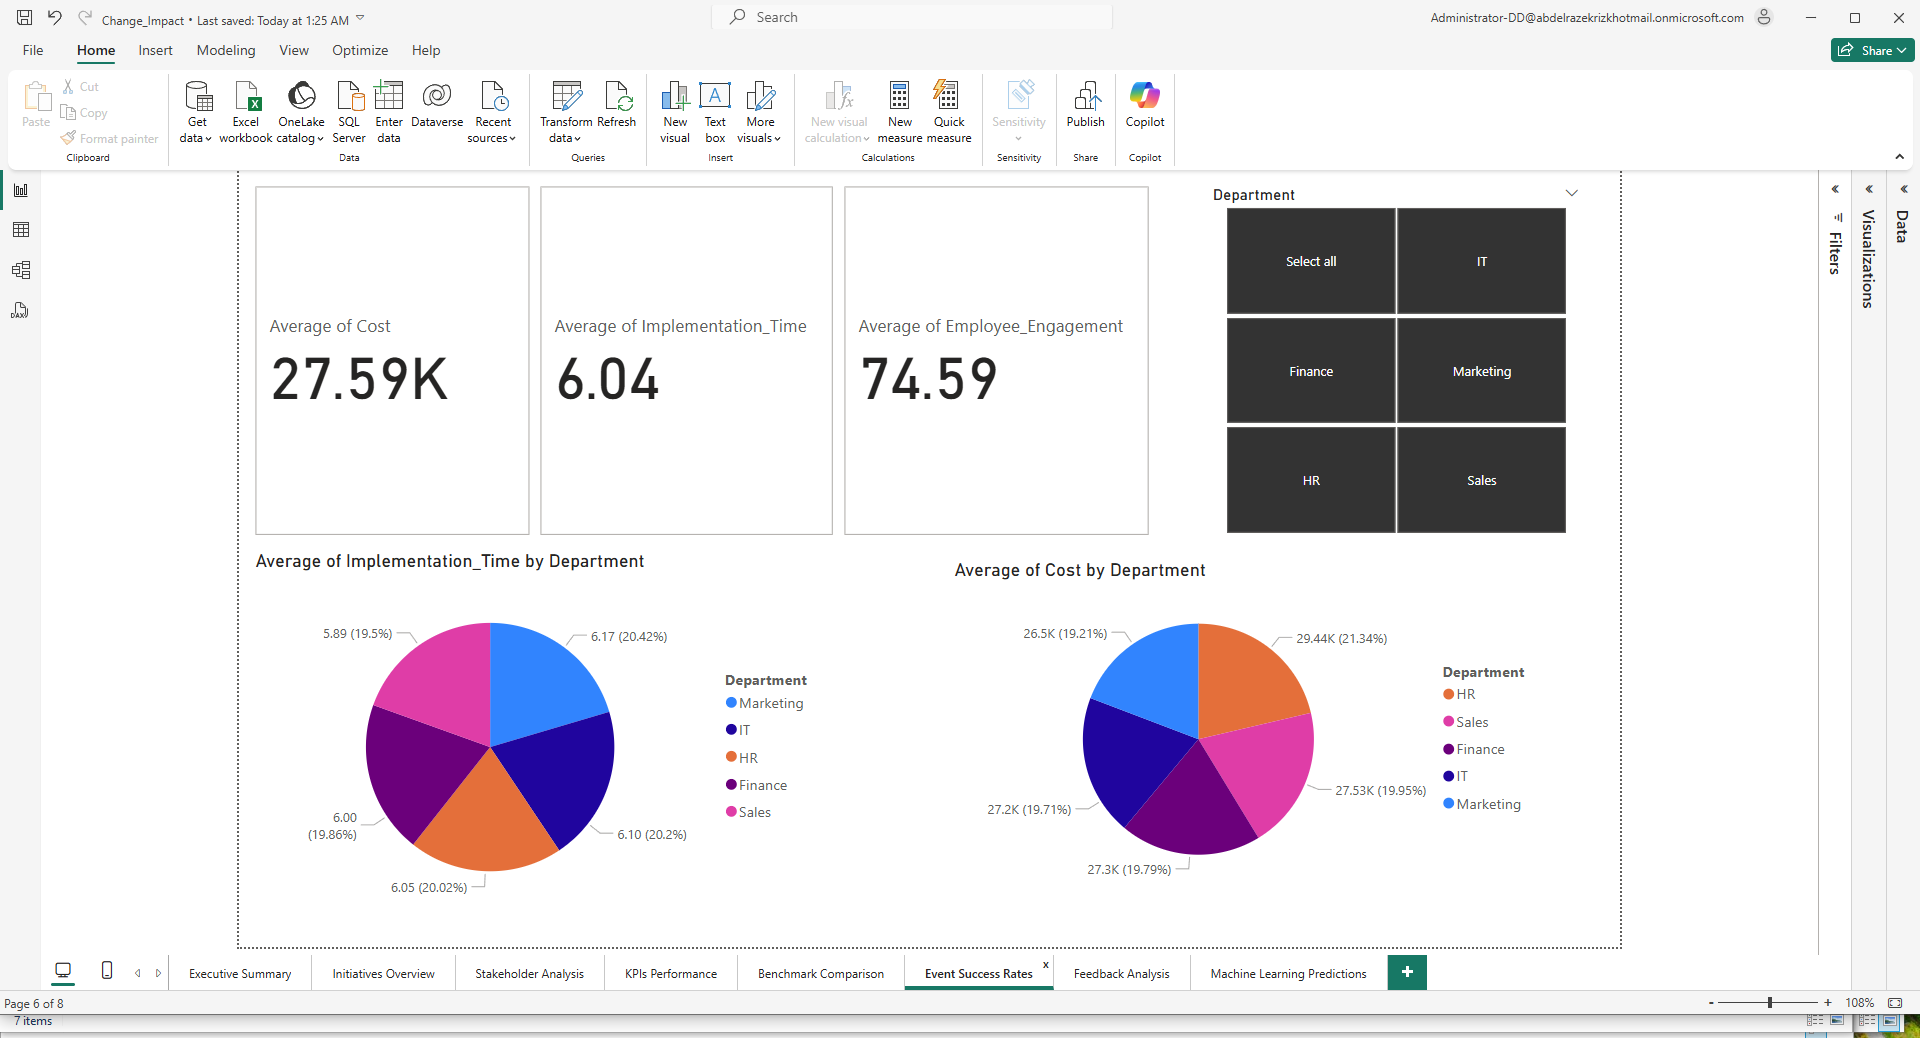 Change_Impact • Last saved: Today at 1:25 AM
Search
Administrator-DD@abdelrazekrizkhotmail.onmicrosoft.com
File
Home
Insert
Modeling
View
Optimize
Help
Share
Paste
Cut
Copy
Format painter
Clipboard
Get data
Excel workbook
OneLake catalog
SQL Server
Enter data
Dataverse
Recent sources
Data
Transform data
Refresh
Queries
New visual
Text box
More visuals
Insert
New visual calculation
New measure
Quick measure
Calculations
Sensitivity
Sensitivity
Publish
Share
Copilot
Copilot
Average of Cost
27.59K
Average of Implementation_Time
6.04
Average of Employee_Engagement
74.59
Department
Select all
IT
Finance
Marketing
HR
Sales
Filters
Visualizations
Data
Average of Implementation_Time by Department
5.89 (19.5%)
6.17 (20.42%)
6.00
(19.86%)
6.10 (20.2%)
6.05 (20.02%)
Department
Marketing
IT
HR
Finance
Sales
Average of Cost by Department
26.5K (19.21%)
29.44K (21.34%)
27.2K (19.71%)
27.53K (19.95%)
27.3K (19.79%)
Department
HR
Sales
Finance
IT
Marketing
Executive Summary
Initiatives Overview
Stakeholder Analysis
KPIs Performance
Benchmark Comparison
Event Success Rates
x
Feedback Analysis
Machine Learning Predictions
+
Page 6 of 8
- + 108%
7 items